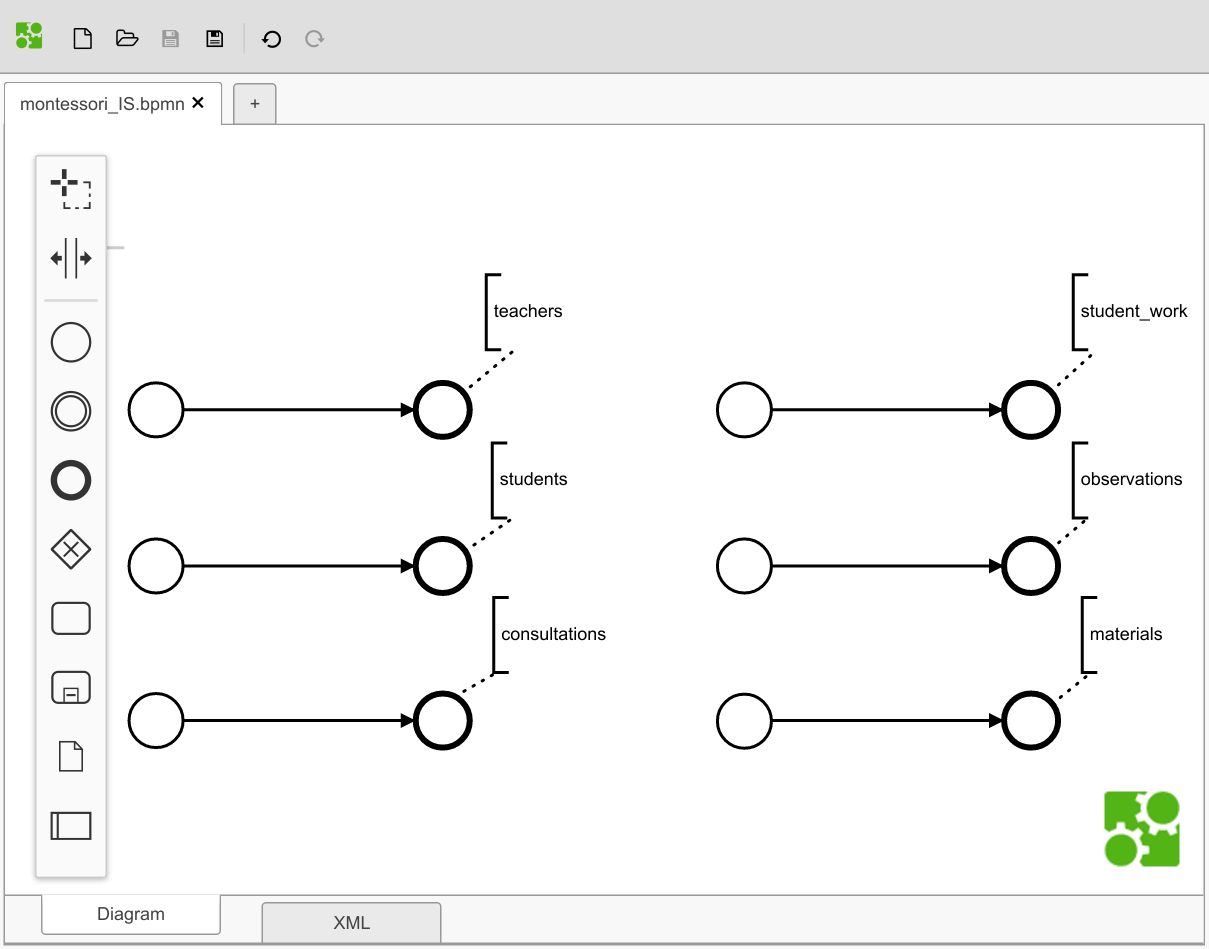 montessori_IS.bpmn ×
+
teachers
student_work
students
observations
consultations
materials
Diagram
XML